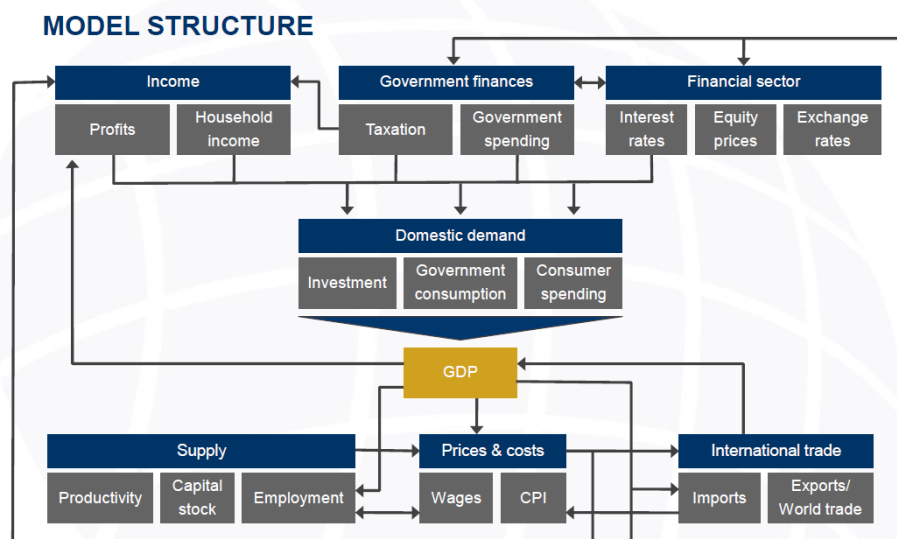 MODEL STRUCTURE
Income
Government finances
Financial sector
Profits
Household
income
Taxation
Government
spending
Interest
rates
Equity
prices
Exchange
rates
Domestic demand
Investment
Government
consumption
Consumer
spending
GDP
Supply
Prices & costs
International trade
Productivity
Capital
stock
Employment
Wages
CPI
Imports
Exports/
World trade